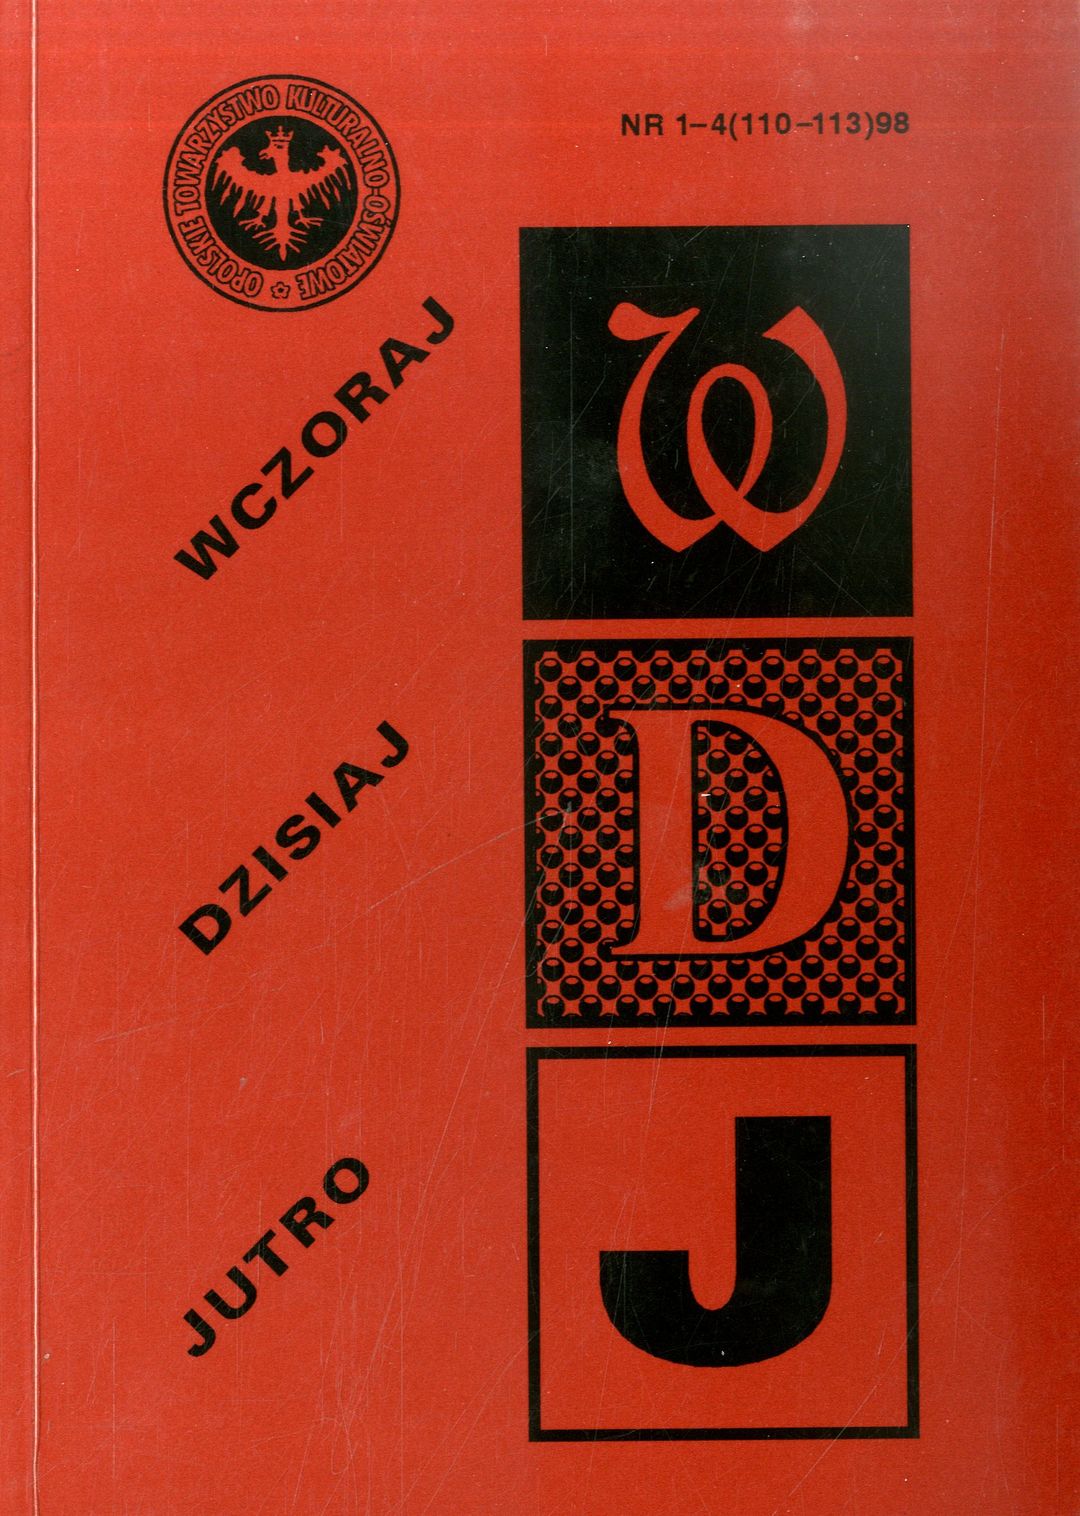 OPOLSKIE TOWARZYSTWO KULTURALNO-OŚWIATOWE
NR 1-4(110-113)98
WCZORAJ
W
DZISIAJ
D
JUTRO
J